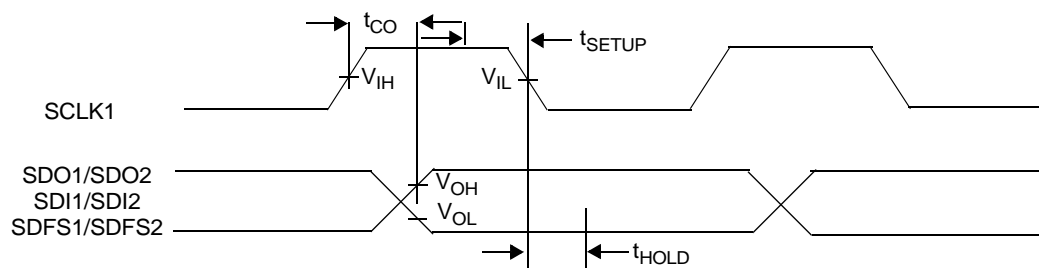 tCO
tSETUP
VIH
VIL
SCLK1
SDO1/SDO2
VOH
SDI1/SDI2
VOL
SDFS1/SDFS2
tHOLD